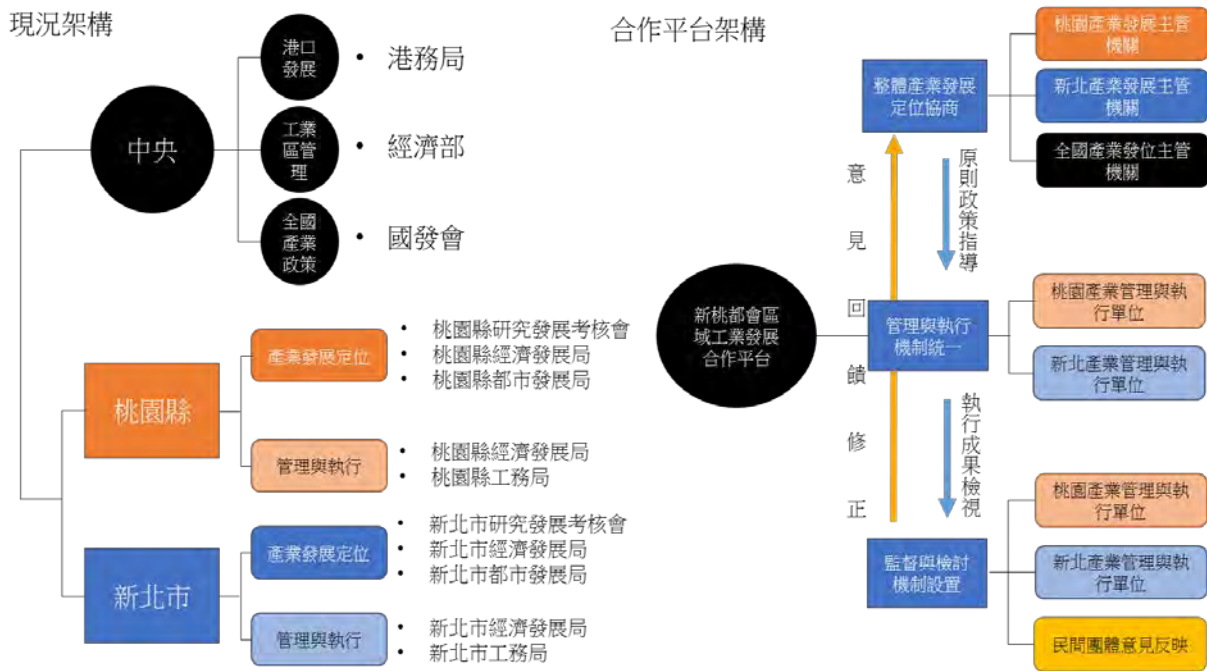 現況架構
港口
發展
• 港務局
中央
工業
區管
理
• 經濟部
全國
產業
政策
• 國發會
桃園縣
產業發展定位
• 桃園縣研究發展考核會
• 桃園縣經濟發展局
• 桃園縣都市發展局
管理與執行
• 桃園縣經濟發展局
• 桃園縣工務局
新北市
產業發展定位
• 新北市研究發展考核會
• 新北市經濟發展局
• 新北市都市發展局
管理與執行
• 新北市經濟發展局
• 新北市工務局
合作平台架構
整體產業發展
定位協商
桃園產業發展主管
機關
新北產業發展主管
機關
全國產業發位主管
機關
意見回饋修正
原則政策指導
新桃都會區
域工業發展
合作平台
管理與執行
機制統一
桃園產業管理與執
行單位
新北產業管理與執
行單位
執行成果檢視
監督與檢討
機制設置
桃園產業管理與執
行單位
新北產業管理與執
行單位
民間團體意見反映